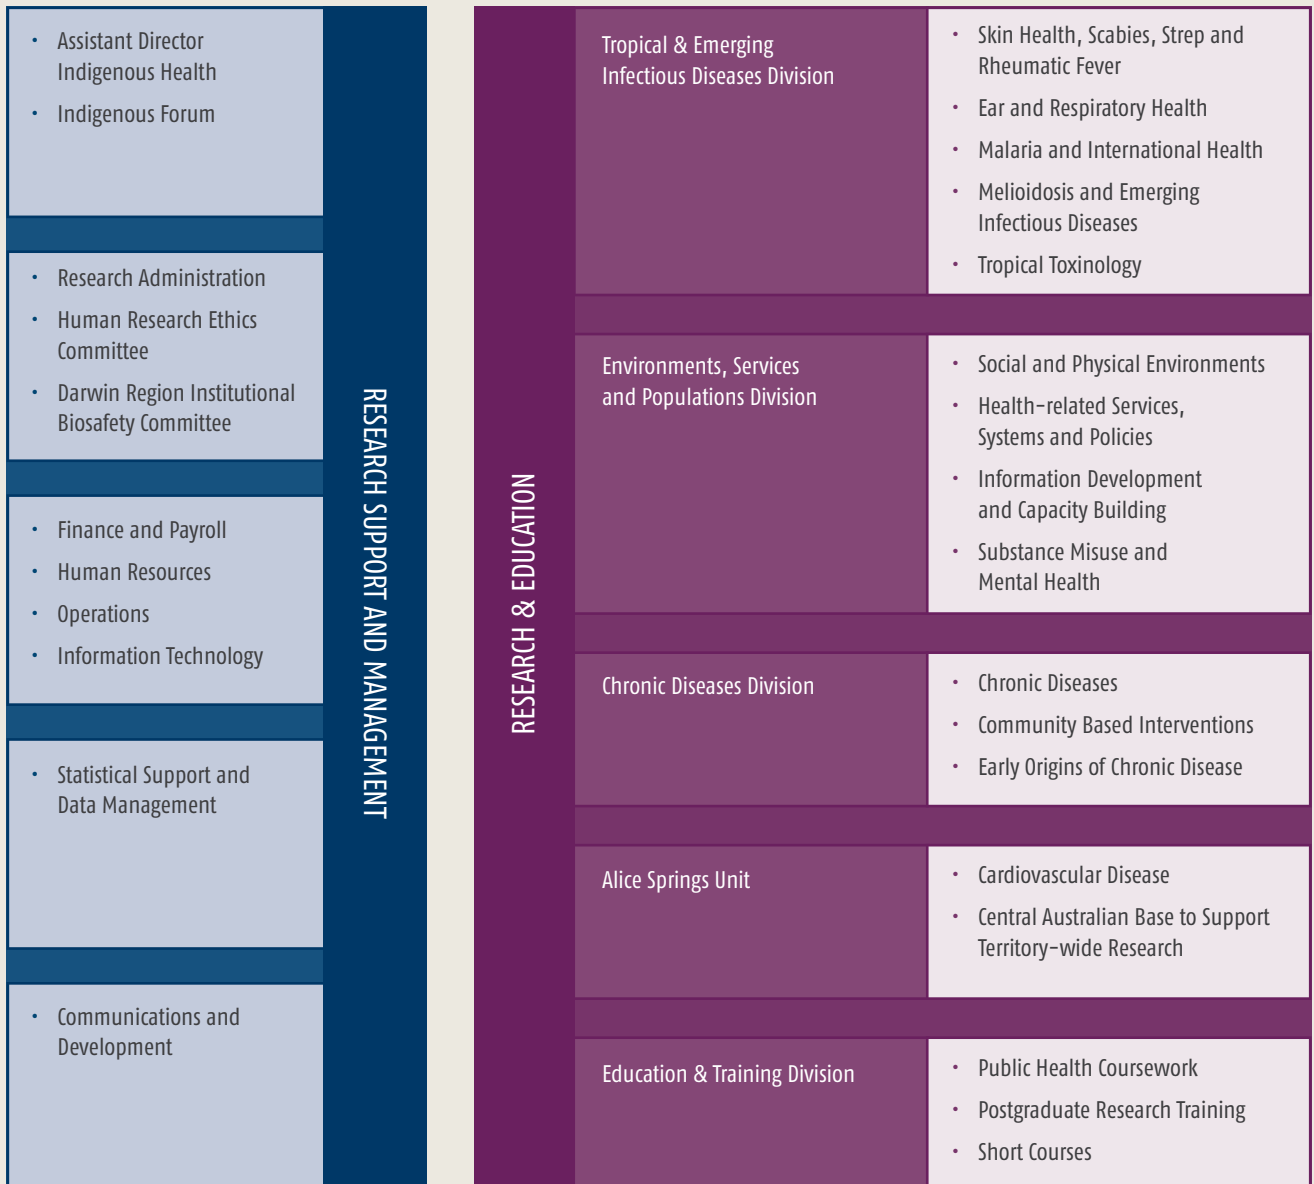 • Assistant Director
Indigenous Health
• Indigenous Forum
• Research Administration
• Human Research Ethics
Committee
• Darwin Region Institutional
Biosafety Committee
• Finance and Payroll
• Human Resources
• Operations
• Information Technology
• Statistical Support and
Data Management
• Communications and
Development
RESEARCH SUPPORT AND MANAGEMENT
RESEARCH & EDUCATION
Tropical & Emerging
Infectious Diseases Division
• Skin Health, Scabies, Strep and
Rheumatic Fever
• Ear and Respiratory Health
• Malaria and International Health
• Melioidosis and Emerging
Infectious Diseases
• Tropical Toxinology
Environments, Services
and Populations Division
• Social and Physical Environments
• Health-related Services,
Systems and Policies
• Information Development
and Capacity Building
• Substance Misuse and
Mental Health
Chronic Diseases Division
• Chronic Diseases
• Community Based Interventions
• Early Origins of Chronic Disease
Alice Springs Unit
• Cardiovascular Disease
• Central Australian Base to Support
Territory-wide Research
Education & Training Division
• Public Health Coursework
• Postgraduate Research Training
• Short Courses